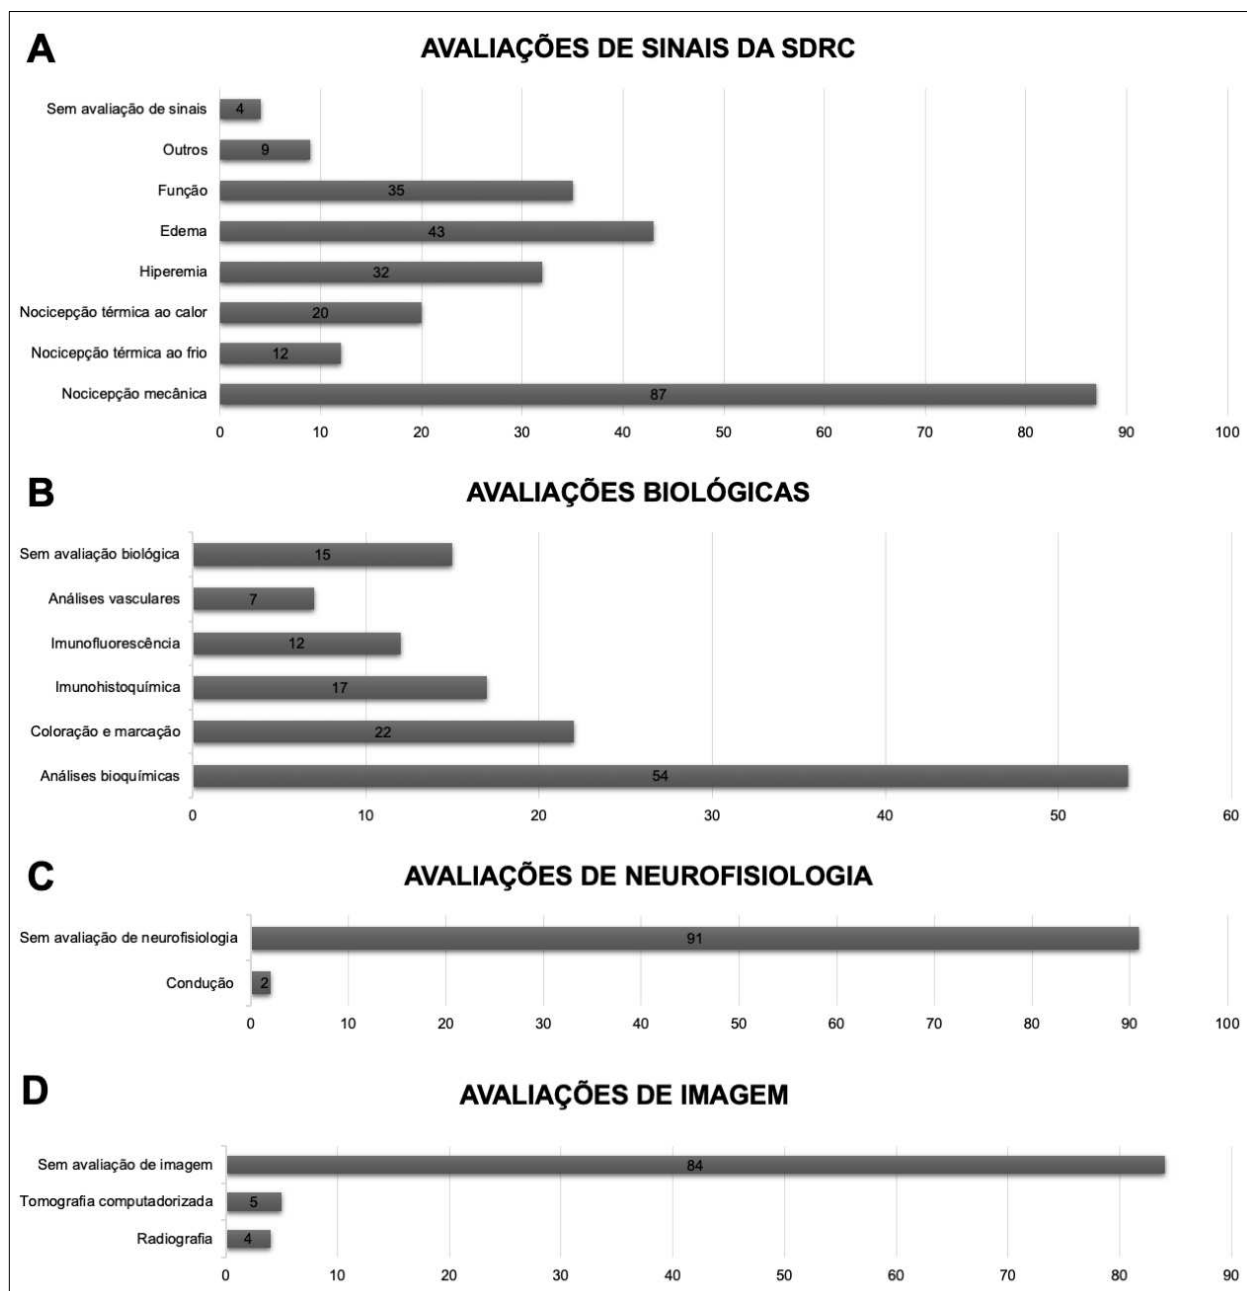 A
AVALIAÇÕES DE SINAIS DA SDRC
Sem avaliação de sinais 4
Outros 9
Função 35
Edema 43
Hiperemia 32
Nocicepção térmica ao calor 20
Nocicepção térmica ao frio 12
Nocicepção mecânica 87
0 10 20 30 40 50 60 70 80 90 100
B
AVALIAÇÕES BIOLÓGICAS
Sem avaliação biológica 15
Análises vasculares 7
Imunofluorescência 12
Imunohistoquímica 17
Coloração e marcação 22
Análises bioquímicas 54
0 10 20 30 40 50 60
C
AVALIAÇÕES DE NEUROFISIOLOGIA
Sem avaliação de neurofisiologia 91
Condução 2
0 10 20 30 40 50 60 70 80 90 100
D
AVALIAÇÕES DE IMAGEM
Sem avaliação de imagem 84
Tomografia computadorizada 5
Radiografia 4
0 10 20 30 40 50 60 70 80 90